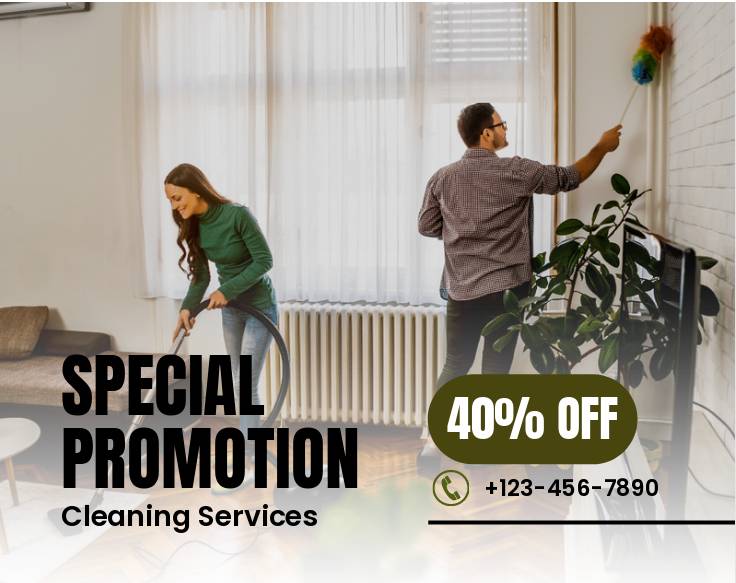 SPECIAL
PROMOTION
Cleaning Services
40% OFF
+123-456-7890